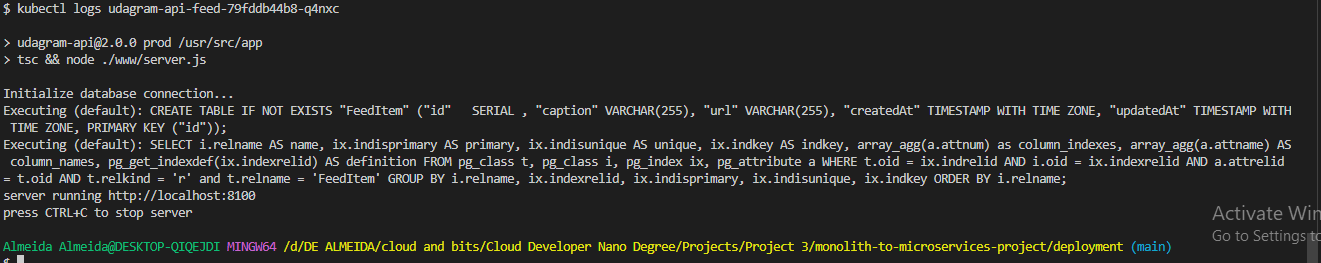 $ kubectl logs udagram-api-feed-79fddb44b8-q4nxc
> udagram-api@2.0.0 prod /usr/src/app
> tsc && node ./www/server.js
Initialize database connection...
Executing (default): CREATE TABLE IF NOT EXISTS "FeedItem" ("id"   SERIAL , "caption" VARCHAR(255), "url" VARCHAR(255), "createdAt" TIMESTAMP WITH TIME ZONE, "updatedAt" TIMESTAMP WITH
TIME ZONE, PRIMARY KEY ("id"));
Executing (default): SELECT i.relname AS name, ix.indisprimary AS primary, ix.indisunique AS unique, ix.indkey AS indkey, array_agg(a.attnum) as column_indexes, array_agg(a.attname) AS
column_names, pg_get_indexdef(ix.indexrelid) AS definition FROM pg_class t, pg_class i, pg_index ix, pg_attribute a WHERE t.oid = ix.indrelid AND i.oid = ix.indexrelid AND a.attrelid
= t.oid AND t.relkind = 'r' and t.relname = 'FeedItem' GROUP BY i.relname, ix.indexrelid, ix.indisprimary, ix.indisunique, ix.indkey ORDER BY i.relname;
server running http://localhost:8100
press CTRL+C to stop server
Activate Win
Go to Settings to
Almeida Almeida@DESKTOP-QIQEJDI MINGW64 /d/DE ALMEIDA/cloud and bits/Cloud Developer Nano Degree/Projects/Project 3/monolith-to-microservices-project/deployment (main)
$